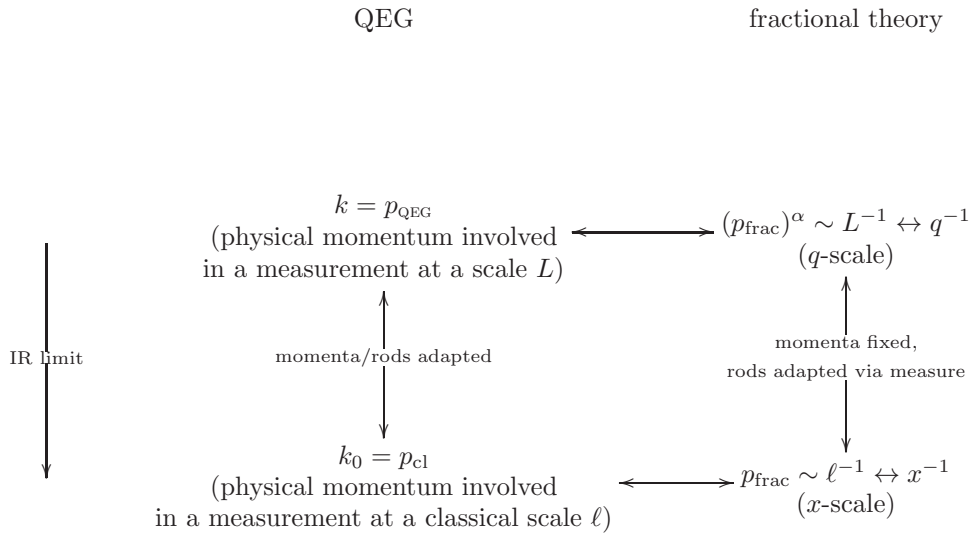 QEG fractional theory
k = p_QEG
(physical momentum involved
in a measurement at a scale L)
(p_frac)^α ∼ L^−1 ↔ q^−1
(q-scale)
IR limit
momenta/rods adapted
momenta fixed,
rods adapted via measure
k_0 = p_cl
(physical momentum involved
in a measurement at a classical scale ℓ)
p_frac ∼ ℓ^−1 ↔ x^−1
(x-scale)